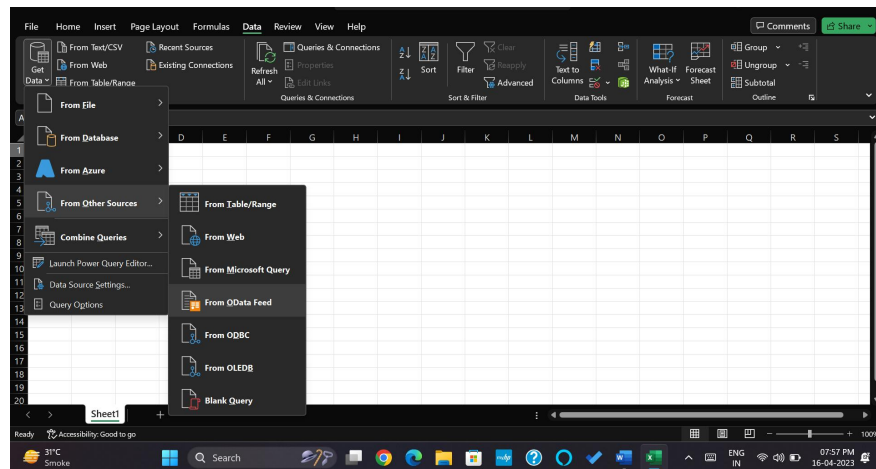 File Home Insert Page Layout Formulas Data Review View Help Comments Share
Get Data
From Text/CSV
From Web
From Table/Range
Recent Sources
Existing Connections
Refresh All
Queries & Connections
Properties
Edit Links
Queries & Connections
Sort
Filter
Clear
Reapply
Advanced
Sort & Filter
Text to Columns
Data Tools
What-If Analysis
Forecast Sheet
Forecast
Group
Ungroup
Subtotal
Outline
From File
From Database
From Azure
From Other Sources
Combine Queries
Launch Power Query Editor...
Data Source Settings...
Query Options
From Table/Range
From Web
From Microsoft Query
From OData Feed
From ODBC
From OLEDB
Blank Query
A
D E F G H I J K L M N O P Q R S
1
2
3
4
5
6
7
8
9
10
11
12
13
14
15
16
17
18
19
20
Sheet1
Ready Accessibility: Good to go 100%
31°C
Smoke
Search
ENG
IN
07:57 PM
16-04-2023